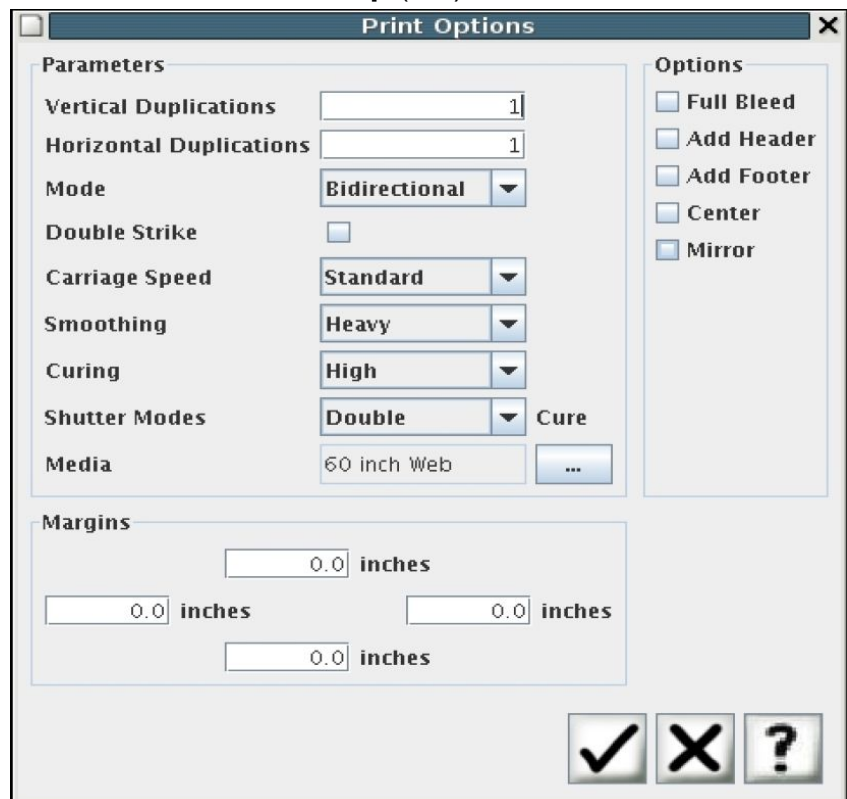 Print Options
Parameters
Vertical Duplications 1
Horizontal Duplications 1
Mode Bidirectional
Double Strike
Carriage Speed Standard
Smoothing Heavy
Curing High
Shutter Modes Double Cure
Media 60 inch Web ...
Options
Full Bleed
Add Header
Add Footer
Center
Mirror
Margins
0.0 inches
0.0 inches 0.0 inches
0.0 inches
?